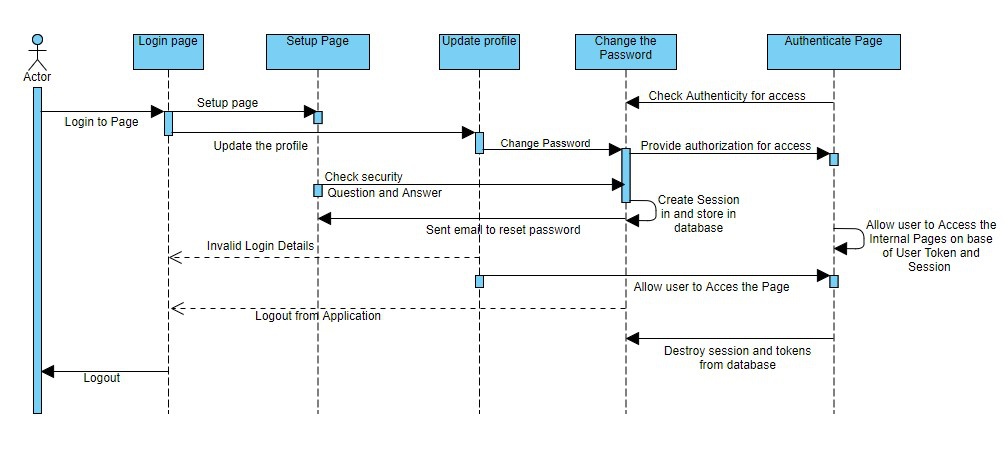 Login page
Setup Page
Update profile
Change the
Password
Authenticate Page
Actor
Check Authenticity for access
Setup page
Login to Page
Update the profile
Change Password
Provide authorization for access
Check security
Question and Answer
Create Session
in and store in
database
Sent email to reset password
Allow user to Access the
Internal Pages on base
of User Token and
Session
Invalid Login Details
Allow user to Acces the Page
Logout from Application
Destroy session and tokens
from database
Logout